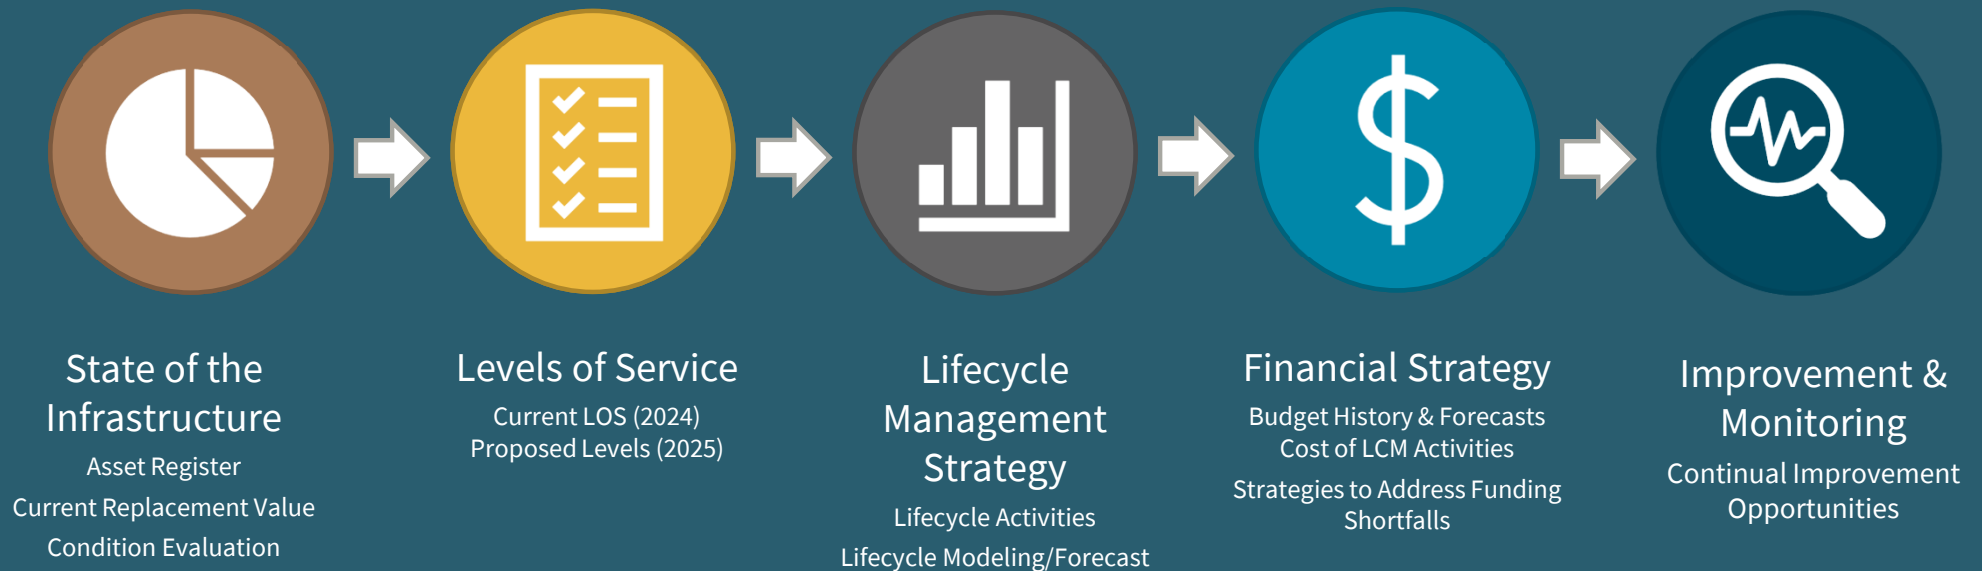 State of the
Infrastructure
Asset Register
Current Replacement Value
Condition Evaluation
Levels of Service
Current LOS (2024)
Proposed Levels (2025)
Lifecycle
Management
Strategy
Lifecycle Activities
Lifecycle Modeling/Forecast
Financial Strategy
Budget History & Forecasts
Cost of LCM Activities
Strategies to Address Funding
Shortfalls
Improvement &
Monitoring
Continual Improvement
Opportunities